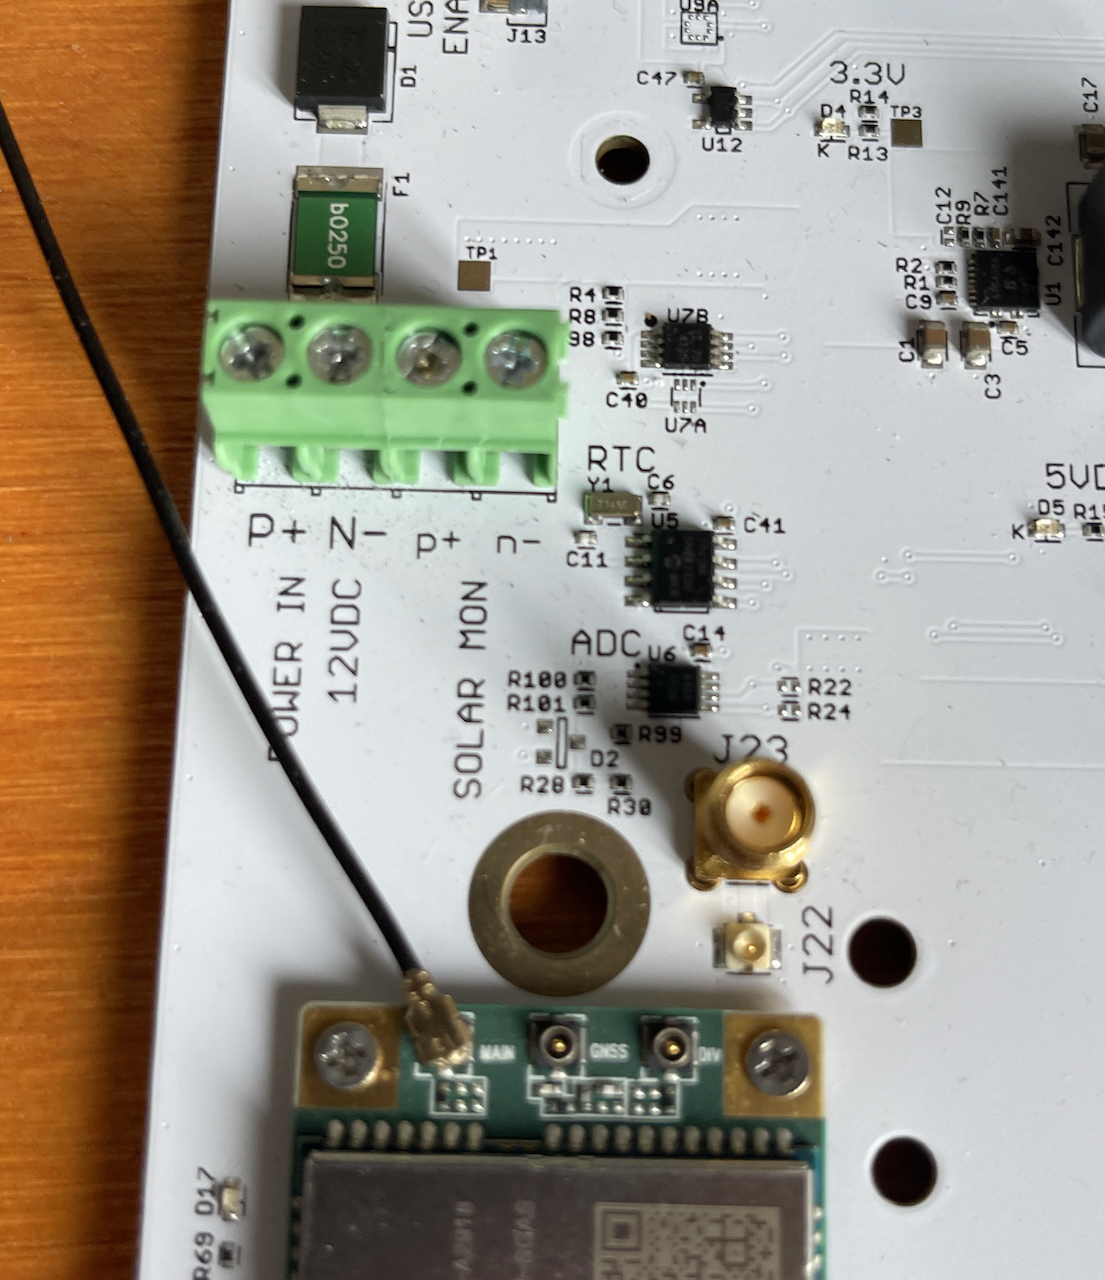 US
ENA
J13
U9A
D1
C47
U12
3.3V
R14
D4
TP3
K
R13
C17
F1
b0250
TP1
C12
R9
R7
C141
C142
R2
R1
C9
U1
C1
C5
C3
R4
R8
98
U7B
C40
U7A
RTC
Y1
C6
U5
C41
C11
5VD
D5
R15
K
P+ N- p+ n-
POWER IN
12VDC
SOLAR MON
ADC
C14
U6
R100
R101
R22
R24
R99
D2
R28
R30
J23
J22
MAIN
GNSS
DIV
D17
R69